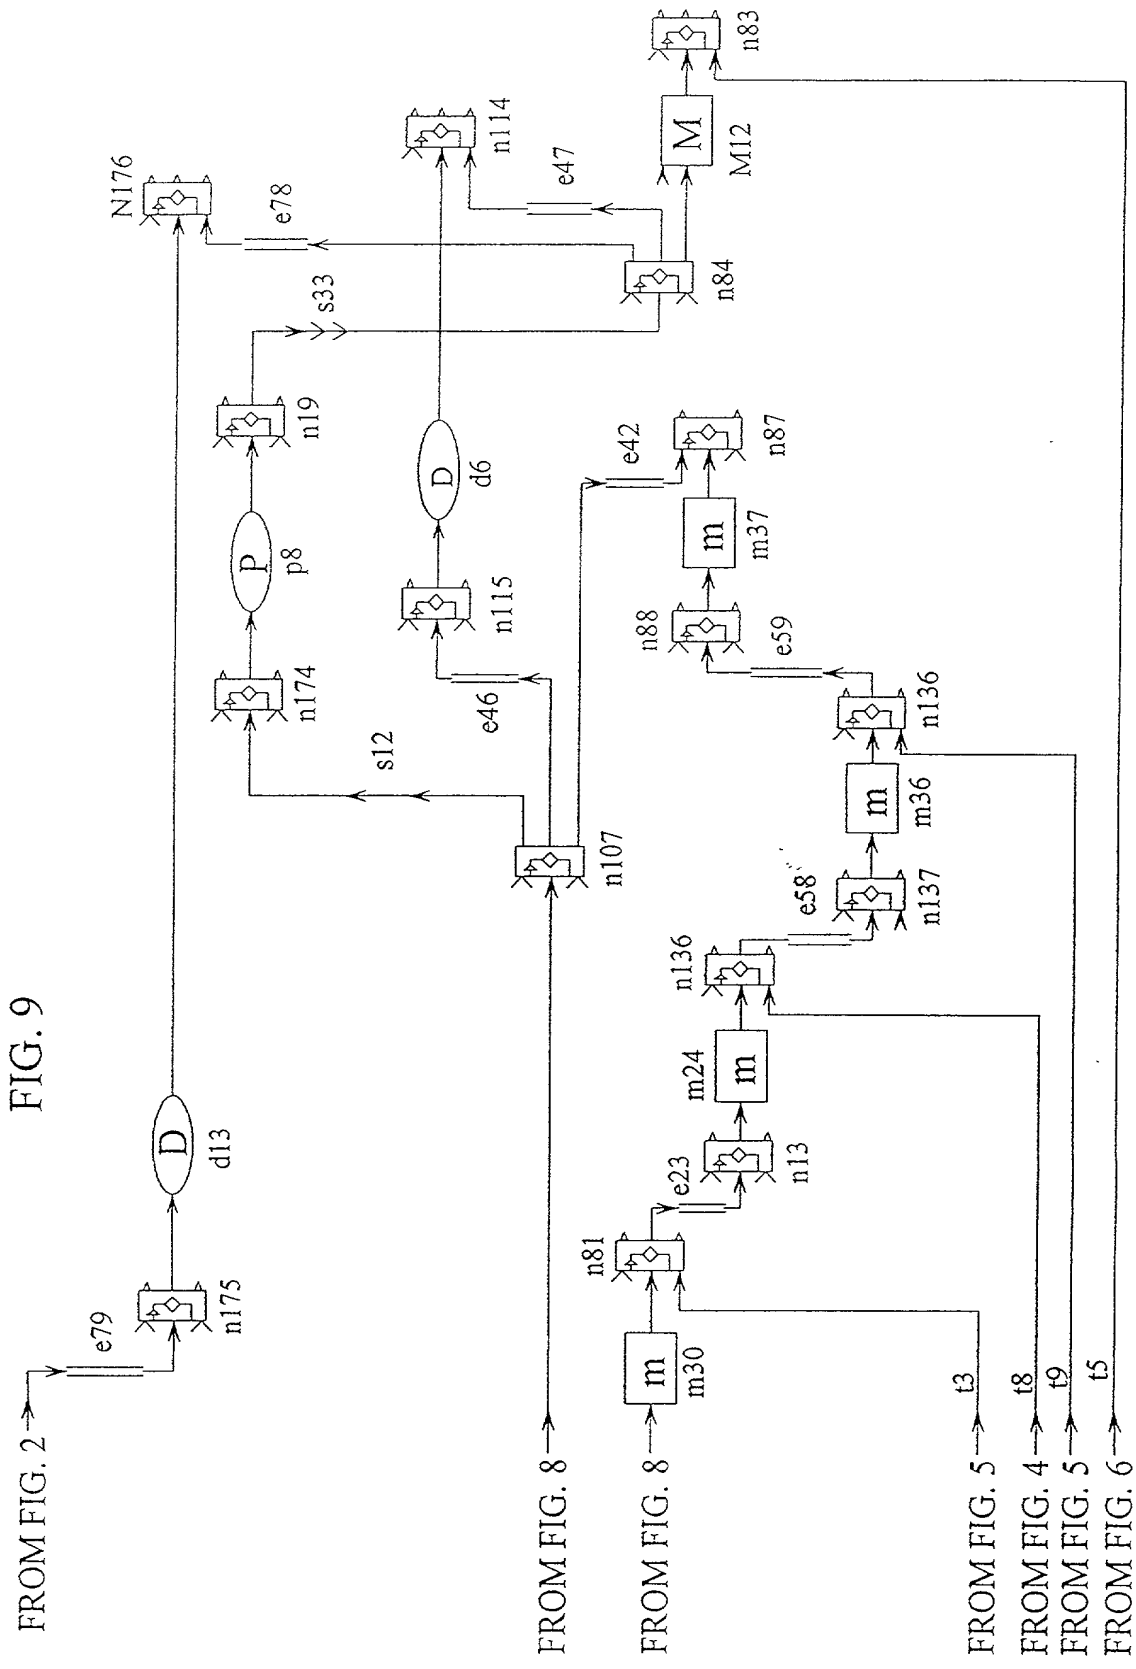 FIG. 9
FROM FIG. 2
e79
n175
D
d13
N176
e78
s33
n19
P
p8
n174
s12
n114
e47
D
d6
n115
e46
n107
FROM FIG. 8
n83
M
M12
n84
e42
n87
m
m37
n88
e59
n136
m
m36
n137
e58
n136
m24
m
n13
e23
n81
m
m30
FROM FIG. 8
FROM FIG. 5
t3
FROM FIG. 4
t8
FROM FIG. 5
t9
FROM FIG. 6
t5